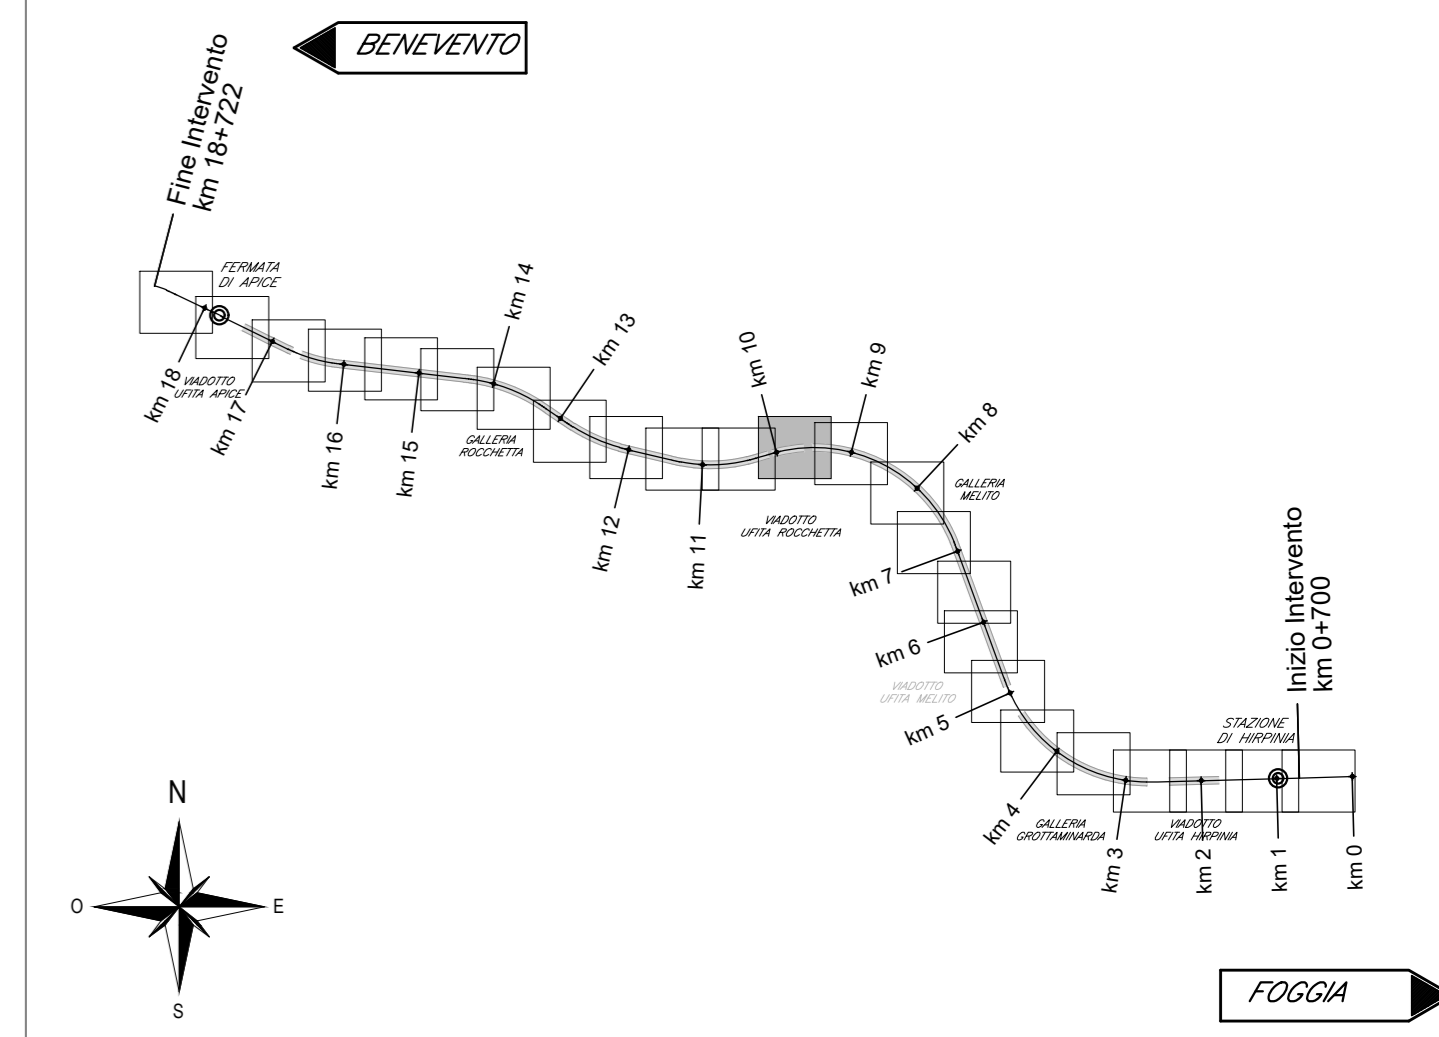 BENEVENTO
Fine Intervento
km 18+722
FERMATA
DI APICE
km 18
VIADOTTO
UFITA APICE
km 17
km 16
km 15
km 14
GALLERIA
ROCCHETTA
km 13
km 12
km 11
km 10
VIADOTTO
UFITA ROCCHETTA
km 9
km 8
GALLERIA
MELITO
km 7
km 6
VIADOTTO
UFITA MELITO
km 5
km 4
GALLERIA
GROTTAMINARDA
km 3
VIADOTTO
UFITA HIRPINIA
km 2
STAZIONE
DI HIRPINIA
km 1
Inizio Intervento
km 0+700
km 0
N
O
E
S
FOGGIA